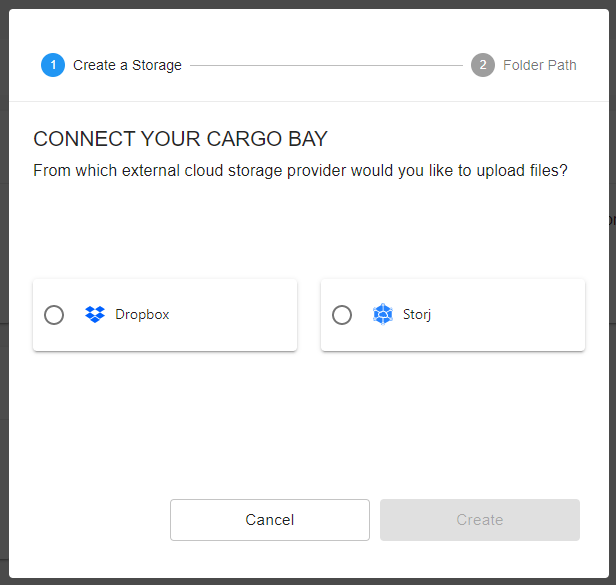 1 Create a Storage 2 Folder Path
CONNECT YOUR CARGO BAY
From which external cloud storage provider would you like to upload files?
Dropbox Storj
Cancel Create